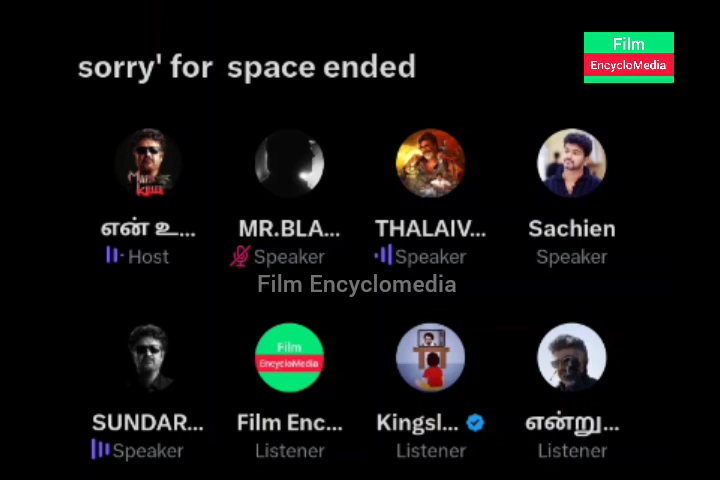 sorry' for space ended
Film
EncycloMedia
என் உ...
MR.BLA...
THALAIV...
Sachien
Host
Speaker
Speaker
Speaker
Film Encyclomedia
Film
EncycloMedia
SUNDAR...
Film Enc...
Kingsl...
என்று...
Speaker
Listener
Listener
Listener